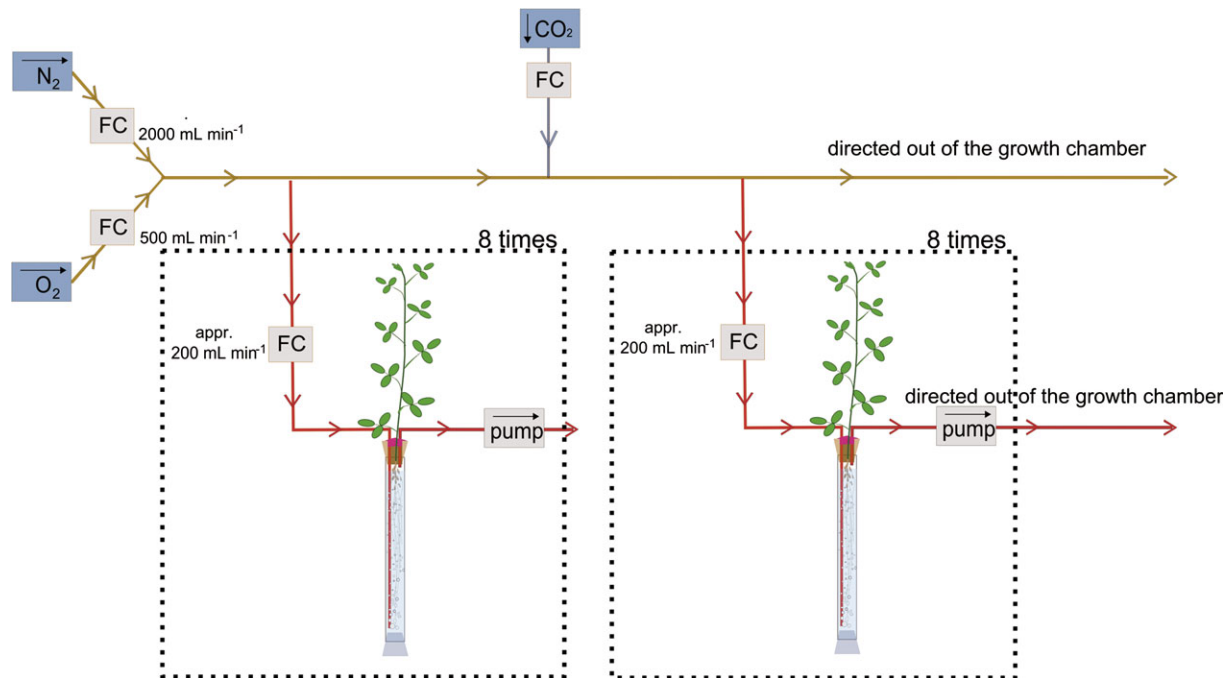 CO₂
FC
N₂
FC
2000 mL min⁻¹
directed out of the growth chamber
FC
500 mL min⁻¹
O₂
8 times
8 times
appr.
200 mL min⁻¹
FC
appr.
200 mL min⁻¹
FC
pump
directed out of the growth chamber
pump